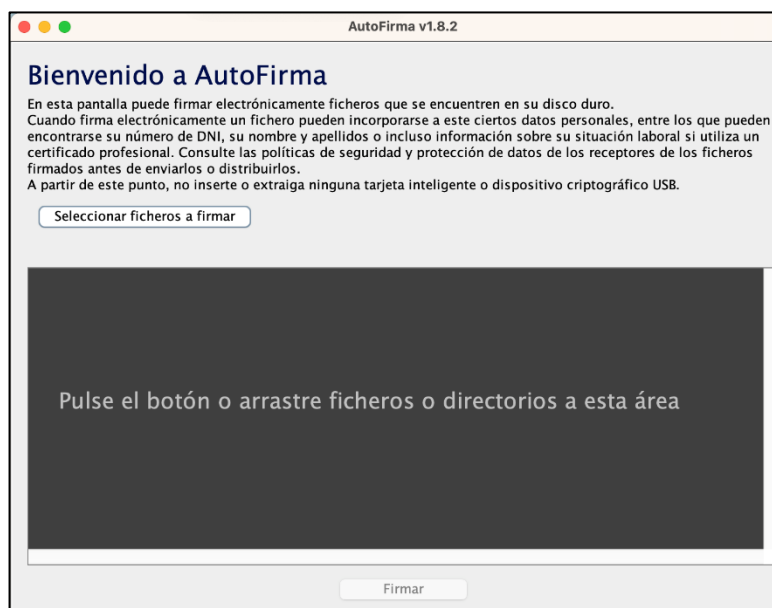 AutoFirma v1.8.2
Bienvenido a AutoFirma
En esta pantalla puede firmar electrónicamente ficheros que se encuentren en su disco duro.
Cuando firma electrónicamente un fichero pueden incorporarse a este ciertos datos personales, entre los que pueden
encontrarse su número de DNI, su nombre y apellidos o incluso información sobre su situación laboral si utiliza un
certificado profesional. Consulte las políticas de seguridad y protección de datos de los receptores de los ficheros
firmados antes de enviarlos o distribuirlos.
A partir de este punto, no inserte o extraiga ninguna tarjeta inteligente o dispositivo criptográfico USB.
Seleccionar ficheros a firmar
Pulse el botón o arrastre ficheros o directorios a esta área
Firmar